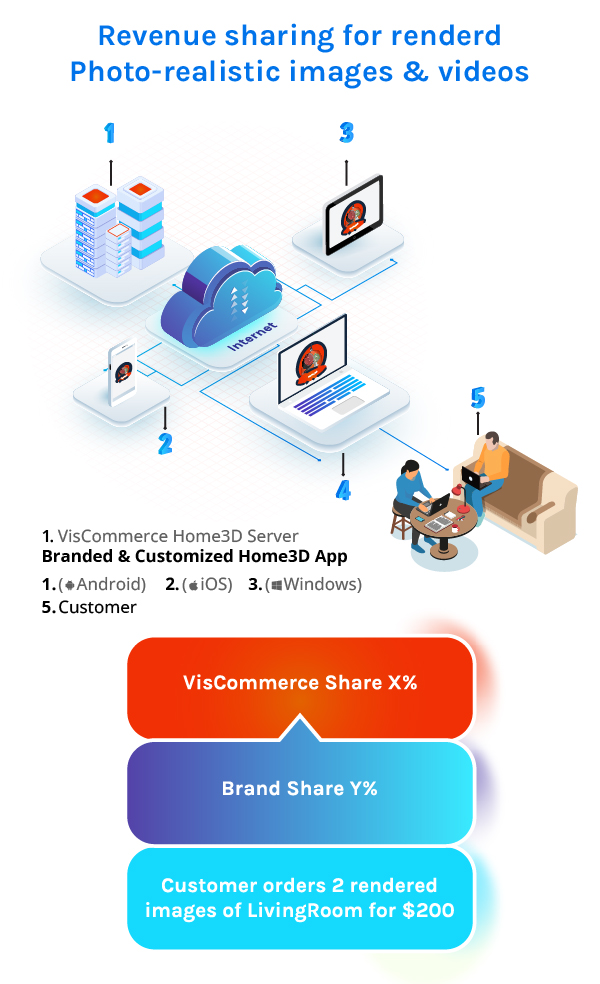 Revenue sharing for renderd
Photo-realistic images & videos
1
3
Internet
2
4
5
1. VisCommerce Home3D Server
Branded & Customized Home3D App
1. (Android) 2. (iOS) 3. (Windows)
5. Customer
VisCommerce Share X%
Brand Share Y%
Customer orders 2 rendered
images of LivingRoom for $200